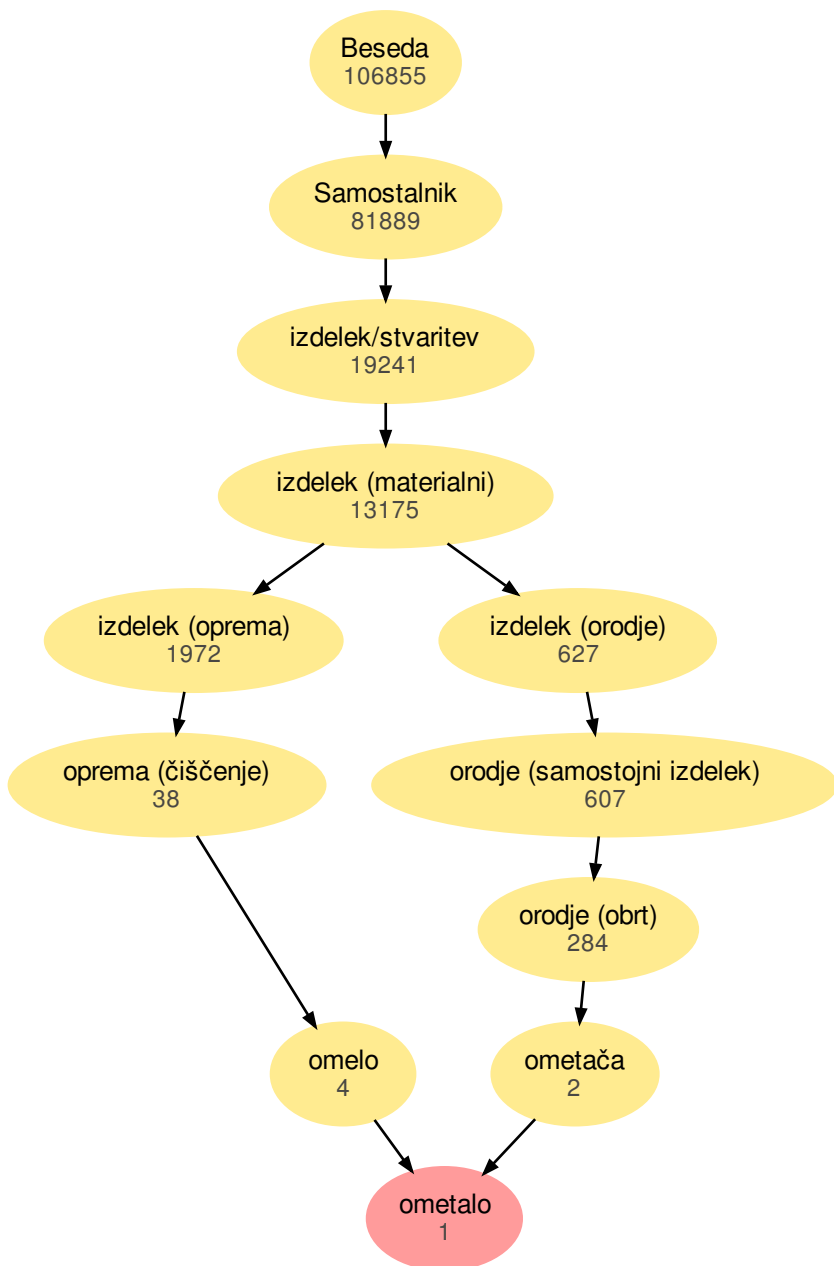 Beseda
106855
Samostalnik
81889
izdelek/stvaritev
19241
izdelek (materialni)
13175
izdelek (oprema)
1972
izdelek (orodje)
627
oprema (čiščenje)
38
orodje (samostojni izdelek)
607
orodje (obrt)
284
omelo
4
ometača
2
ometalo
1